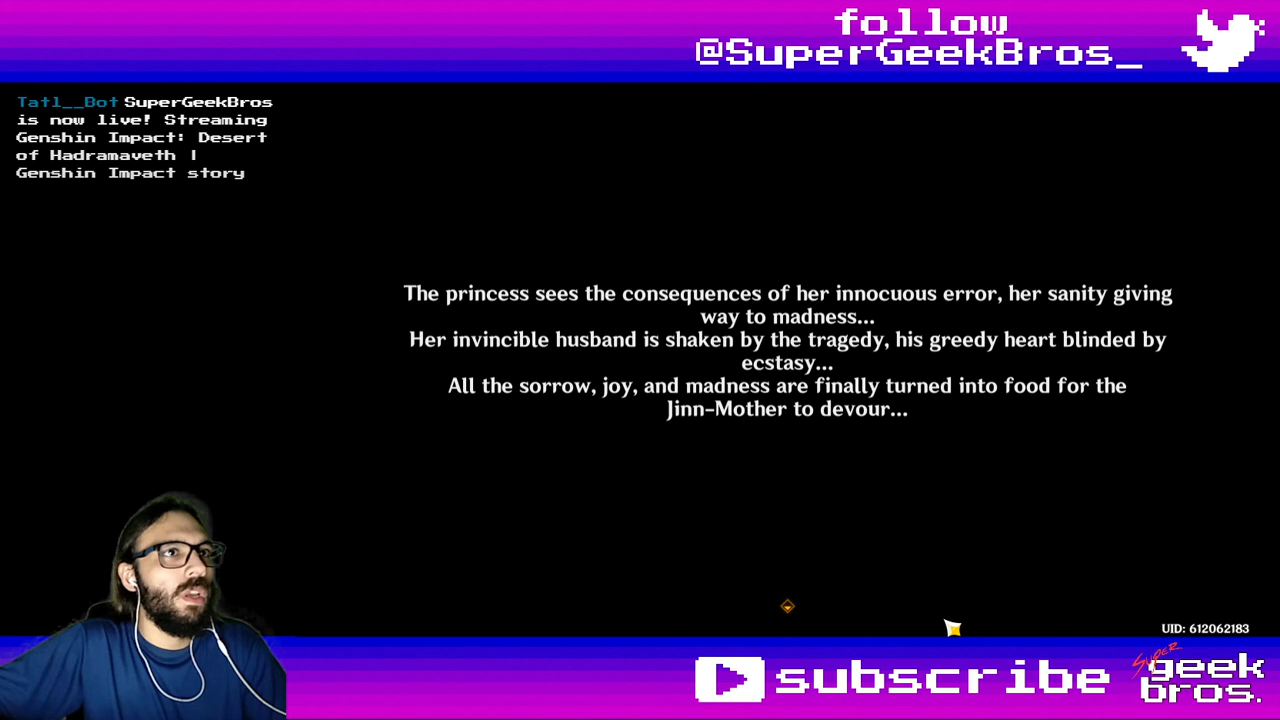 follow
@SuperGeekBros_
Tatl__Bot SuperGeekBros
is now live! Streaming
Genshin Impact: Desert
of Hadramaveth |
Genshin Impact story
The princess sees the consequences of her innocuous error, her sanity giving
way to madness...
Her invincible husband is shaken by the tragedy, his greedy heart blinded by
ecstasy...
All the sorrow, joy, and madness are finally turned into food for the
Jinn-Mother to devour...
UID: 612062183
subscribe
SUPER
geek
bros.